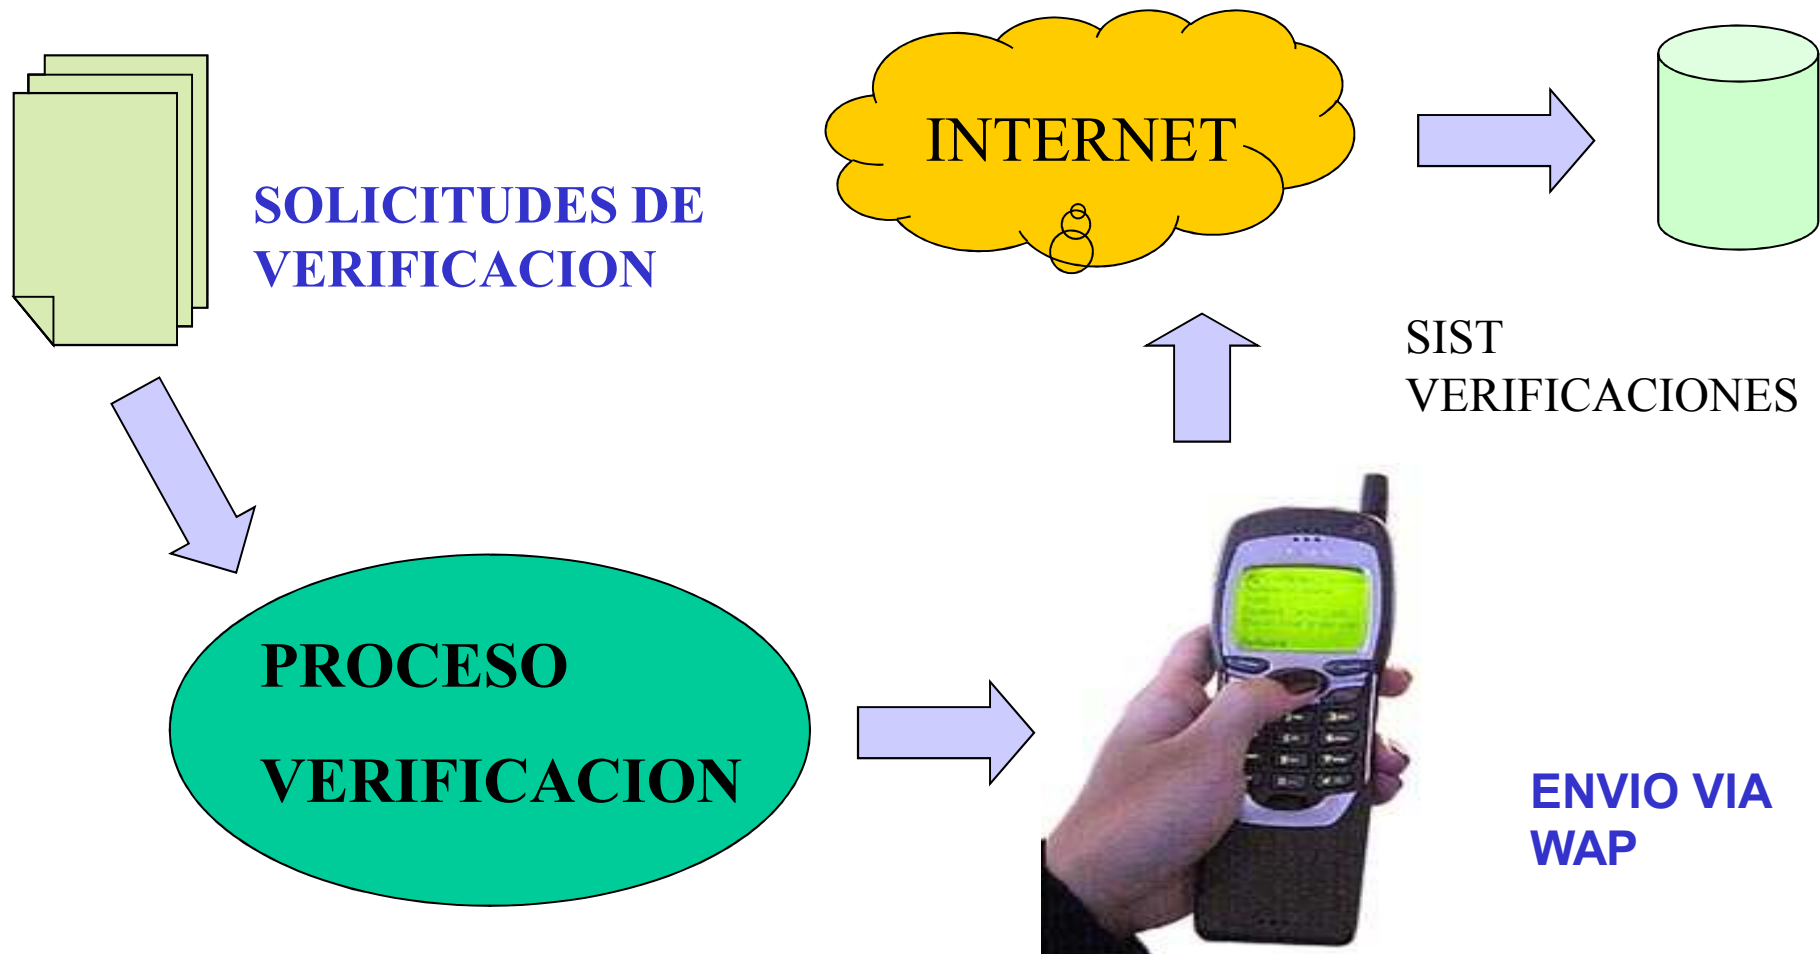 SOLICITUDES DE
VERIFICACION
INTERNET
SIST
VERIFICACIONES
PROCESO
VERIFICACION
ENVIO VIA
WAP